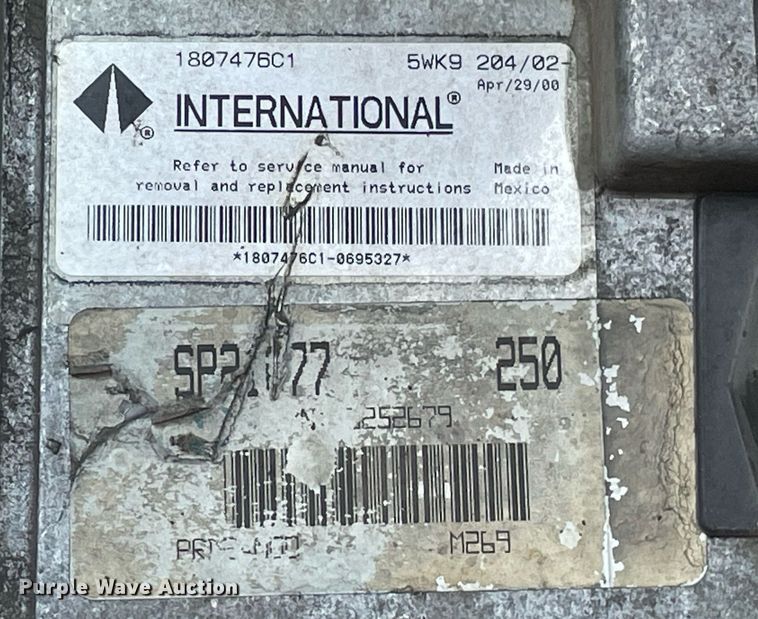 1807476C1 5WK9 204/02-
Apr/29/00
INTERNATIONAL®
®
Refer to service manual for Made in
removal and replacement instructions Mexico
*1807476C1-0695327*
250
252679
M269
Purple Wave Auction